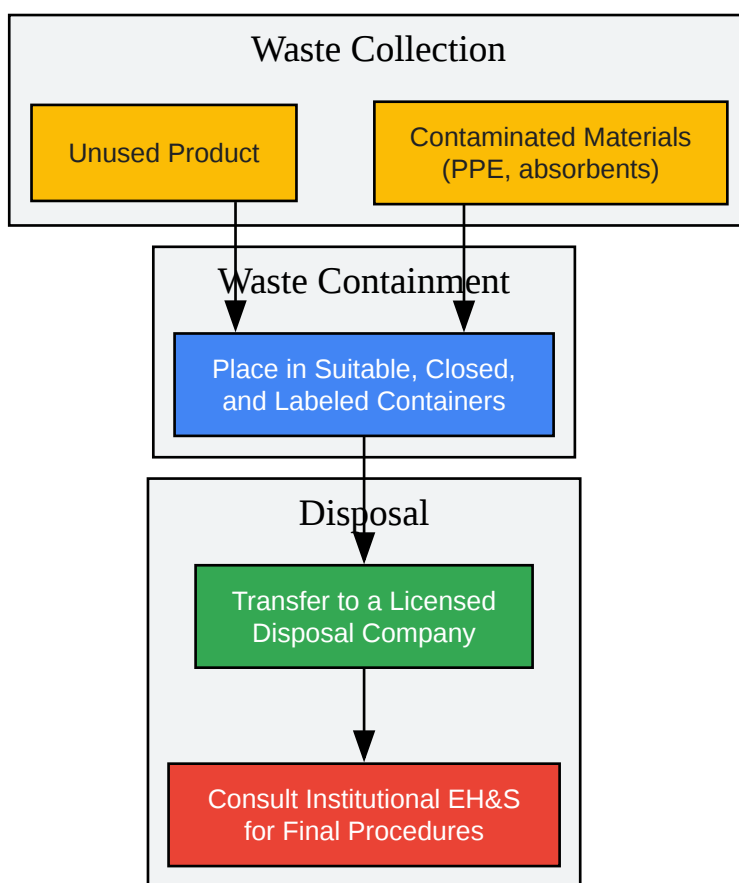 Waste Collection
Unused Product
Contaminated Materials
(PPE, absorbents)
Waste Containment
Place in Suitable, Closed,
and Labeled Containers
Disposal
Transfer to a Licensed
Disposal Company
Consult Institutional EH&S
for Final Procedures